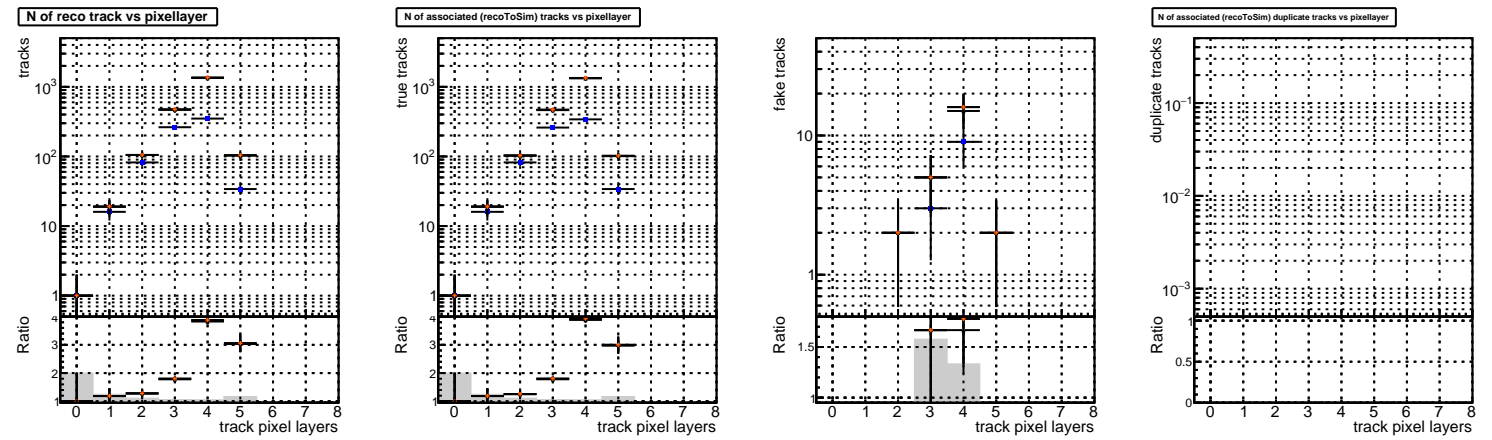 N of reco track vs pixellayer
tracks
10³
10²
10
1
Ratio
4
3
2
1
0 1 2 3 4 5 6 7 8
track pixel layers
N of associated (recoToSim) tracks vs pixellayer
true tracks
10³
10²
10
1
Ratio
4
3
2
1
0 1 2 3 4 5 6 7 8
track pixel layers
fake tracks
10
1
Ratio
1.5
1
0 1 2 3 4 5 6 7 8
track pixel layers
N of associated (recoToSim) duplicate tracks vs pixellayer
duplicate tracks
10⁻¹
10⁻²
10⁻³
Ratio
1
0.5
0
0 1 2 3 4 5 6 7 8
track pixel layers